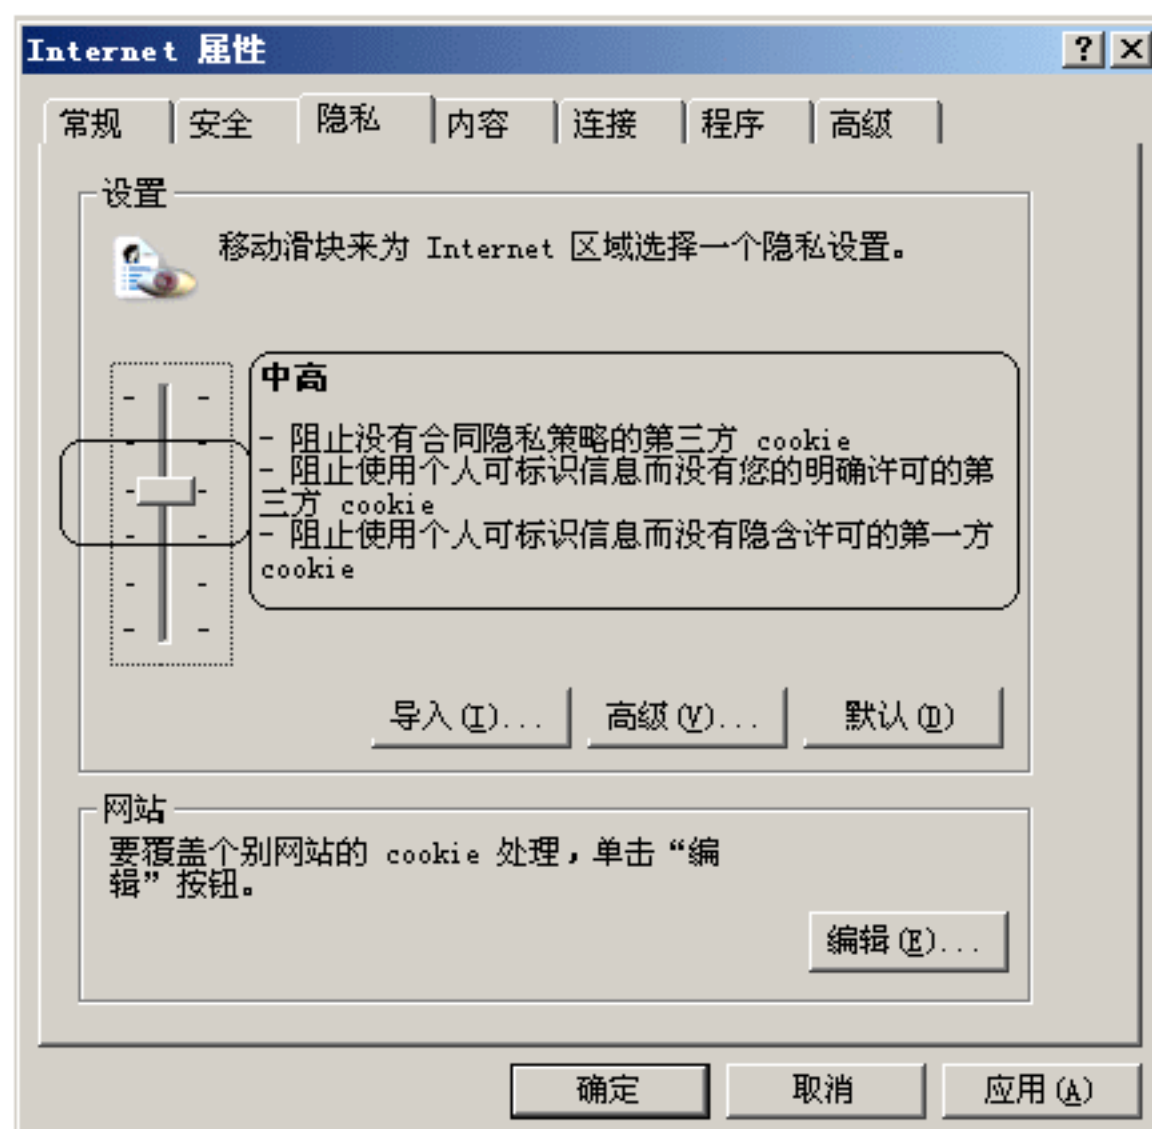 Internet 属性
常规 安全 隐私 内容 连接 程序 高级
设置
移动滑块来为 Internet 区域选择一个隐私设置。
中高
- 阻止没有合同隐私策略的第三方 cookie
- 阻止使用个人可标识信息而没有您的明确许可的第
三方 cookie
- 阻止使用个人可标识信息而没有隐含许可的第一方
cookie
导入(I)... 高级(V)... 默认(D)
网站
要覆盖个别网站的 cookie 处理，单击“编
辑”按钮。
编辑(E)...
确定 取消 应用(A)